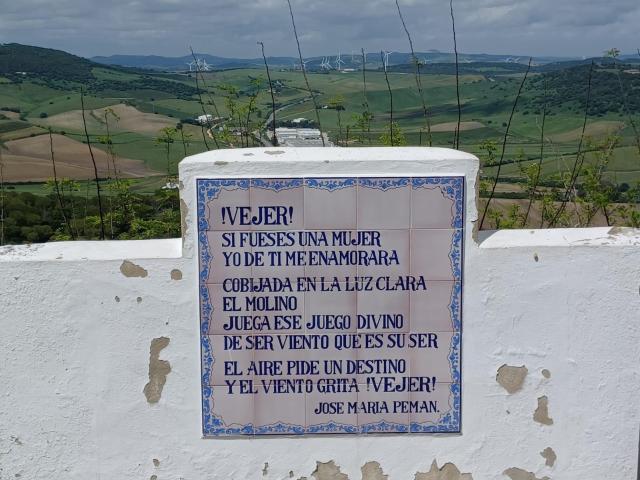 !VEJER!
SI FUESES UNA MUJER
YO DE TI ME ENAMORARA
COBIJADA EN LA LUZ CLARA
EL MOLINO
JUEGA ESE JUEGO DIVINO
DE SER VIENTO QUE ES SU SER
EL AIRE PIDE UN DESTINO
Y EL VIENTO GRITA !VEJER!
JOSE MARIA PEMAN.